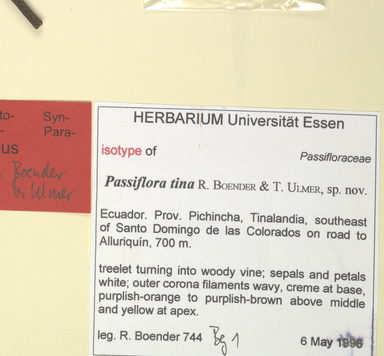 HERBARIUM Universität Essen
to- Syn-
- Para-
us
Boender
Ulmer
isotype of
Passifloraceae
Passiflora tina R. BOENDER & T. ULMER, sp. nov.
Ecuador. Prov. Pichincha, Tinalandia, southeast
of Santo Domingo de las Colorados on road to
Alluriquín, 700 m.
treelet turning into woody vine; sepals and petals
white; outer corona filaments wavy, creme at base,
purplish-orange to purplish-brown above middle
and yellow at apex.
leg. R. Boender 744 Bg 1 6 May 1996